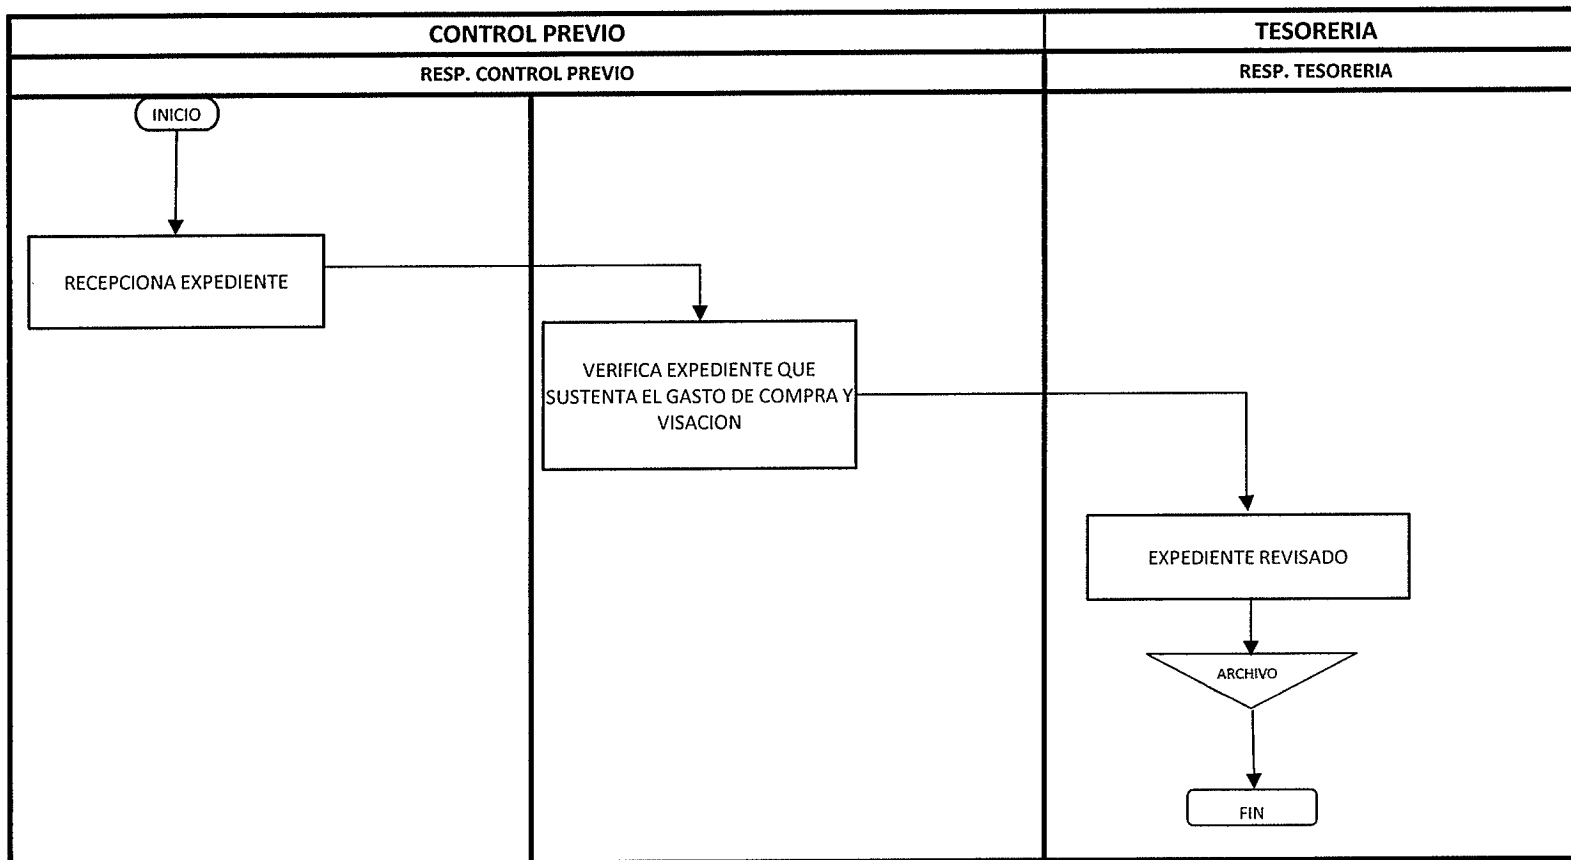 CONTROL PREVIO
TESORERIA
RESP. CONTROL PREVIO
RESP. TESORERIA
INICIO
RECEPCIONA EXPEDIENTE
VERIFICA EXPEDIENTE QUE
SUSTENTA EL GASTO DE COMPRA Y
VISACION
EXPEDIENTE REVISADO
ARCHIVO
FIN